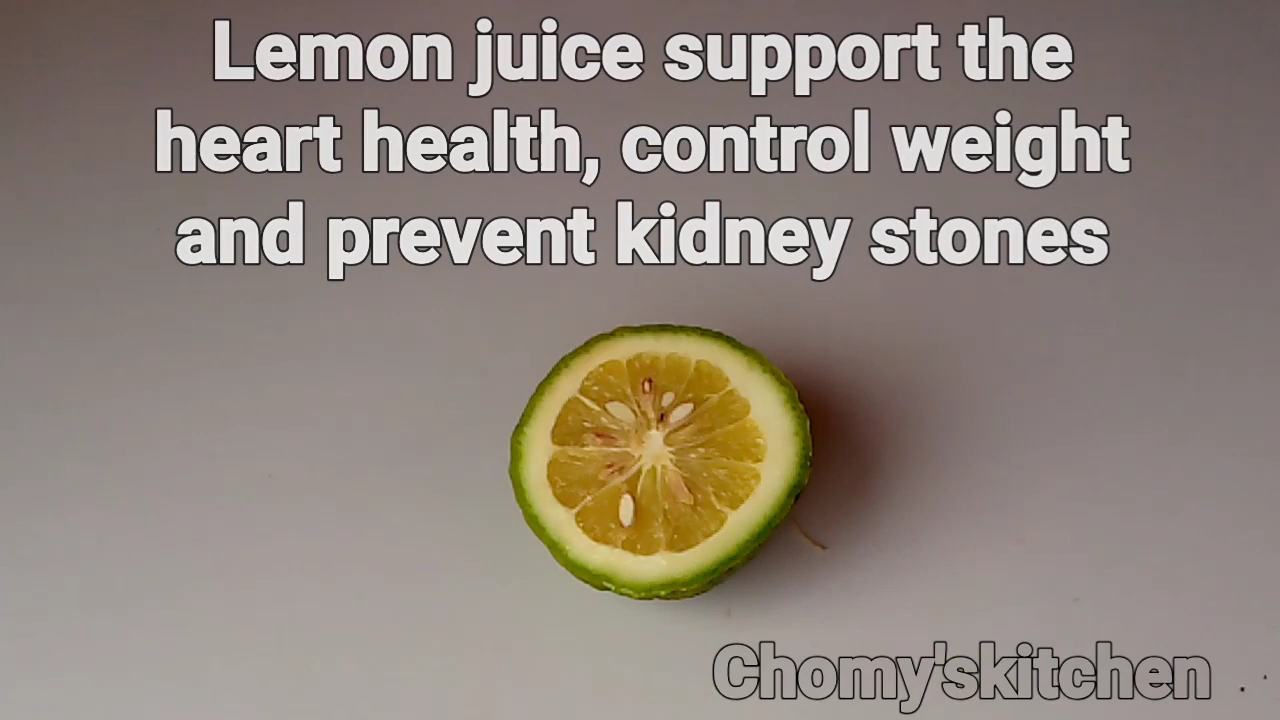 Lemon juice support the
heart health, control weight
and prevent kidney stones
Chomy'skitchen